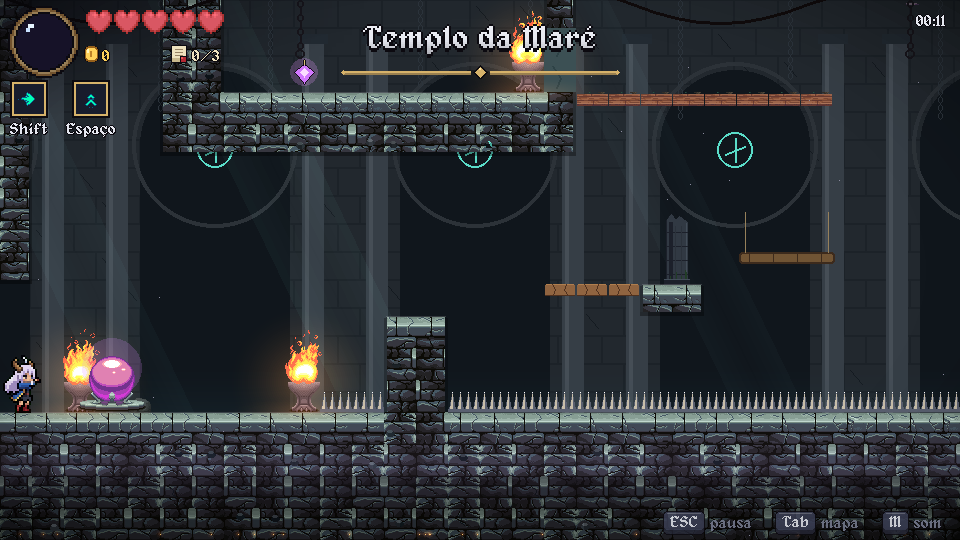 Templo da Maré
00:11
0
0/3
Shift
Espaço
ESC pausa
Tab mapa
M som